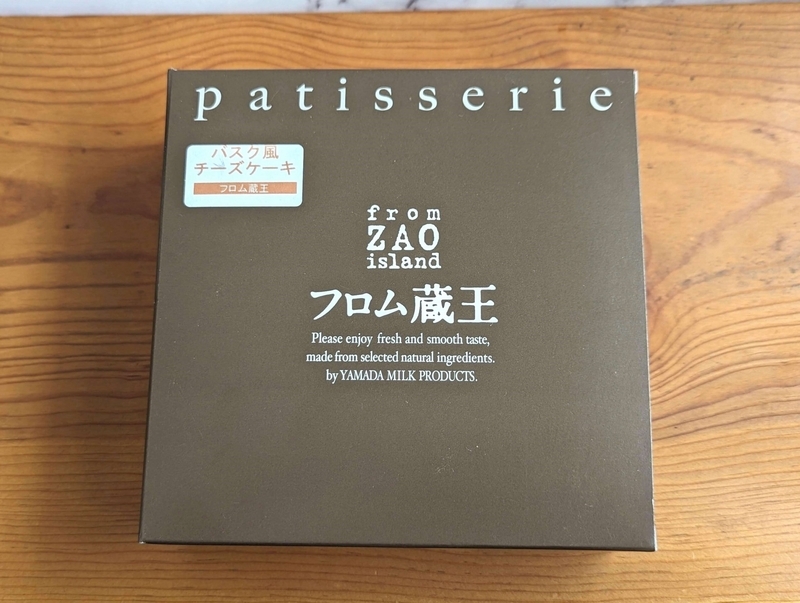 patisserie
バスク風
チーズケーキ
フロム蔵王
from
ZAO
island
フロム蔵王
Please enjoy fresh and smooth taste,
made from selected natural ingredients.
by YAMADA MILK PRODUCTS.